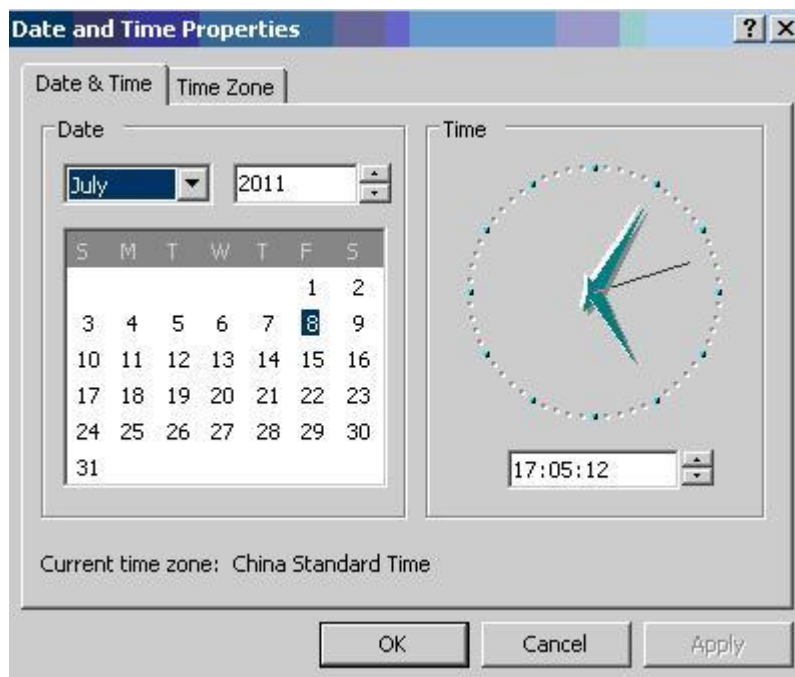 Date and Time Properties
Date & Time
Time Zone
Date
July
2011
S M T W T F S
1 2
3 4 5 6 7 8 9
10 11 12 13 14 15 16
17 18 19 20 21 22 23
24 25 26 27 28 29 30
31
Time
17:05:12
Current time zone: China Standard Time
OK
Cancel
Apply